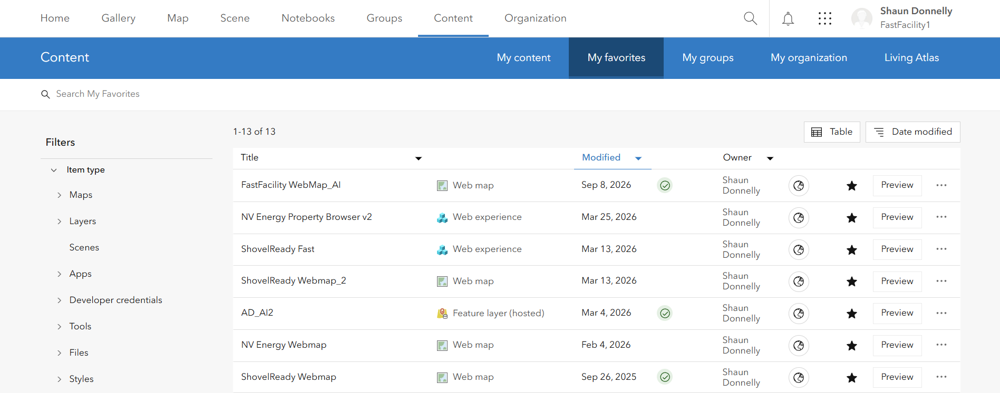 Home Gallery Map Scene Notebooks Groups Content Organization
Shaun Donnelly
FastFacility1
Content My content My favorites My groups My organization Living Atlas
Search My Favorites
Filters
Item type
Maps
Layers
Scenes
Apps
Developer credentials
Tools
Files
Styles
1-13 of 13 Table Date modified
Title Modified Owner
FastFacility WebMap_AI Web map Sep 8, 2026 Shaun Donnelly Preview
NV Energy Property Browser v2 Web experience Mar 25, 2026 Shaun Donnelly Preview
ShovelReady Fast Web experience Mar 13, 2026 Shaun Donnelly Preview
ShovelReady Webmap_2 Web map Mar 13, 2026 Shaun Donnelly Preview
AD_AI2 Feature layer (hosted) Mar 4, 2026 Shaun Donnelly Preview
NV Energy Webmap Web map Feb 4, 2026 Shaun Donnelly Preview
ShovelReady Webmap Web map Sep 26, 2025 Shaun Donnelly Preview